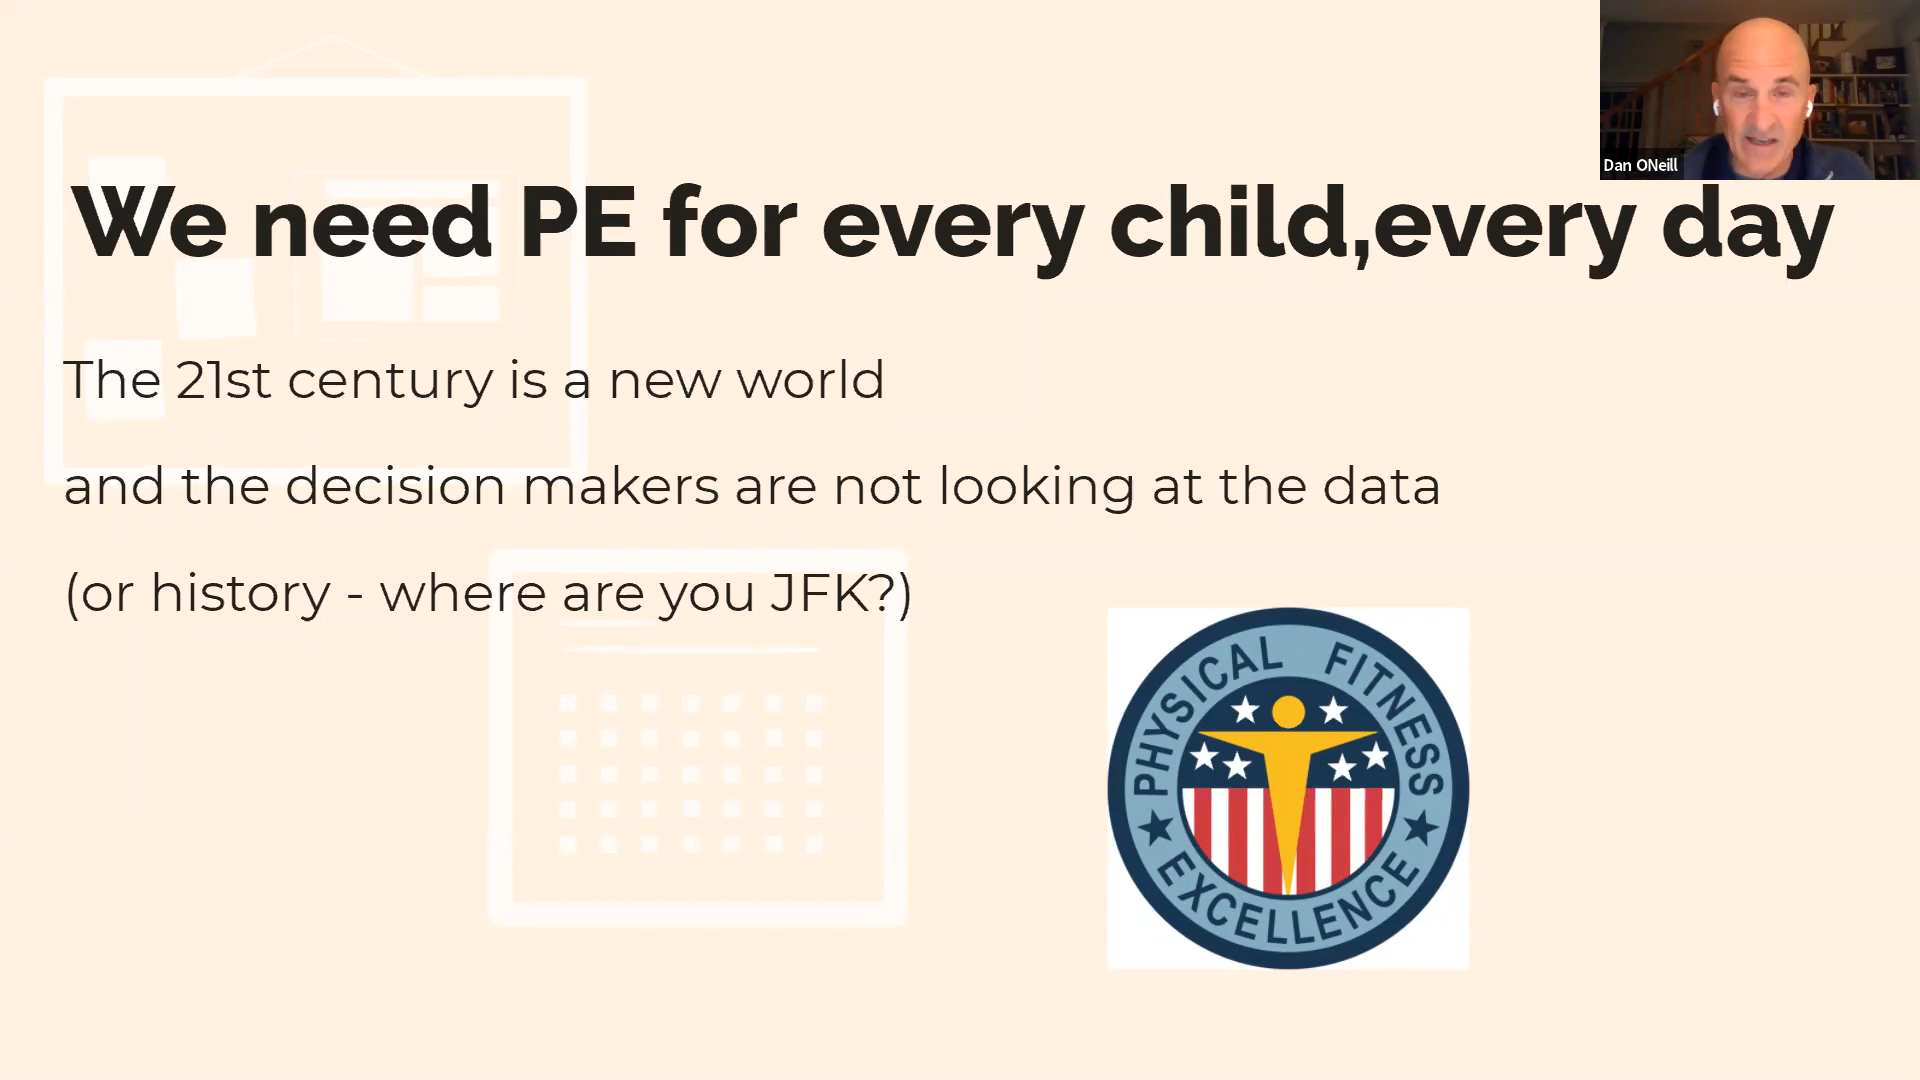 Dan ONeill
We need PE for every child,every day
The 21st century is a new world
and the decision makers are not looking at the data
(or history - where are you JFK?)
PHYSICAL FITNESS
EXCELLENCE